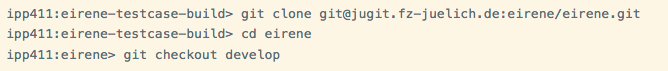 ipp411:eirene-testcase-build> git clone git@jugit.fz-juelich.de:eirene/eirene.git
ipp411:eirene-testcase-build> cd eirene
ipp411:eirene> git checkout develop